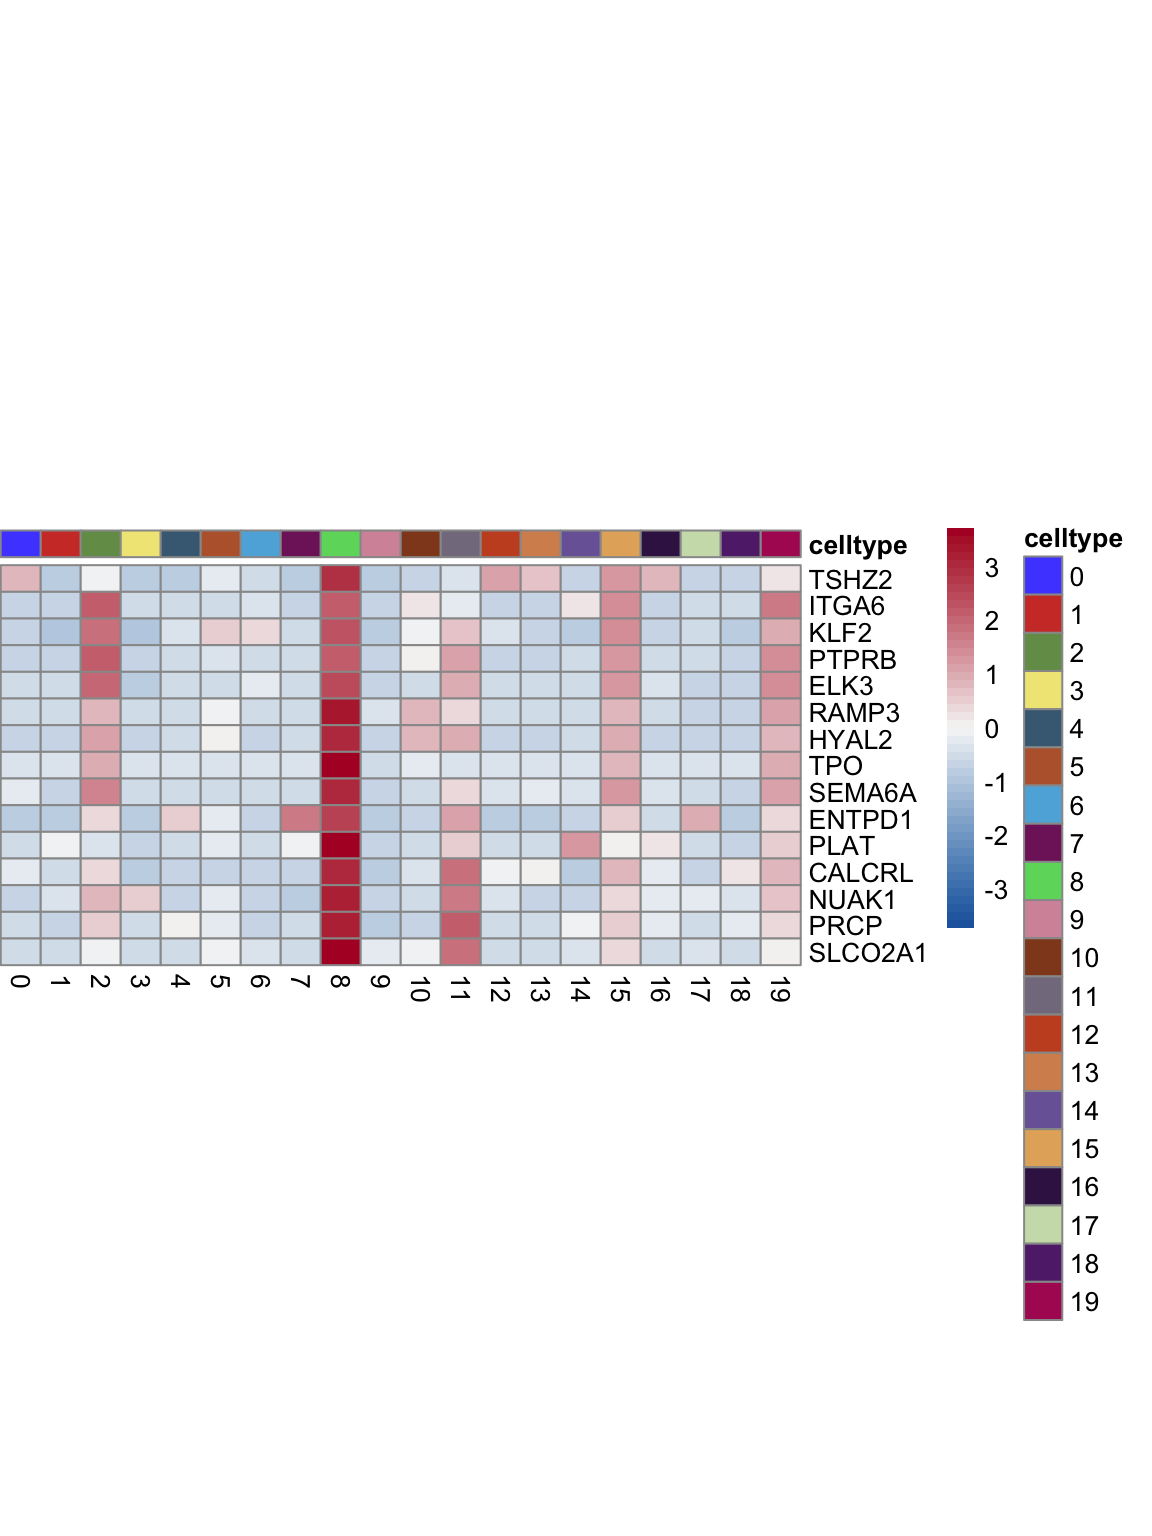 celltype
TSHZ2
ITGA6
KLF2
PTPRB
ELK3
RAMP3
HYAL2
TPO
SEMA6A
ENTPD1
PLAT
CALCRL
NUAK1
PRCP
SLCO2A1
0 1 2 3 4 5 6 7 8 9 10 11 12 13 14 15 16 17 18 19
3
2
1
0
-1
-2
-3
celltype
0
1
2
3
4
5
6
7
8
9
10
11
12
13
14
15
16
17
18
19